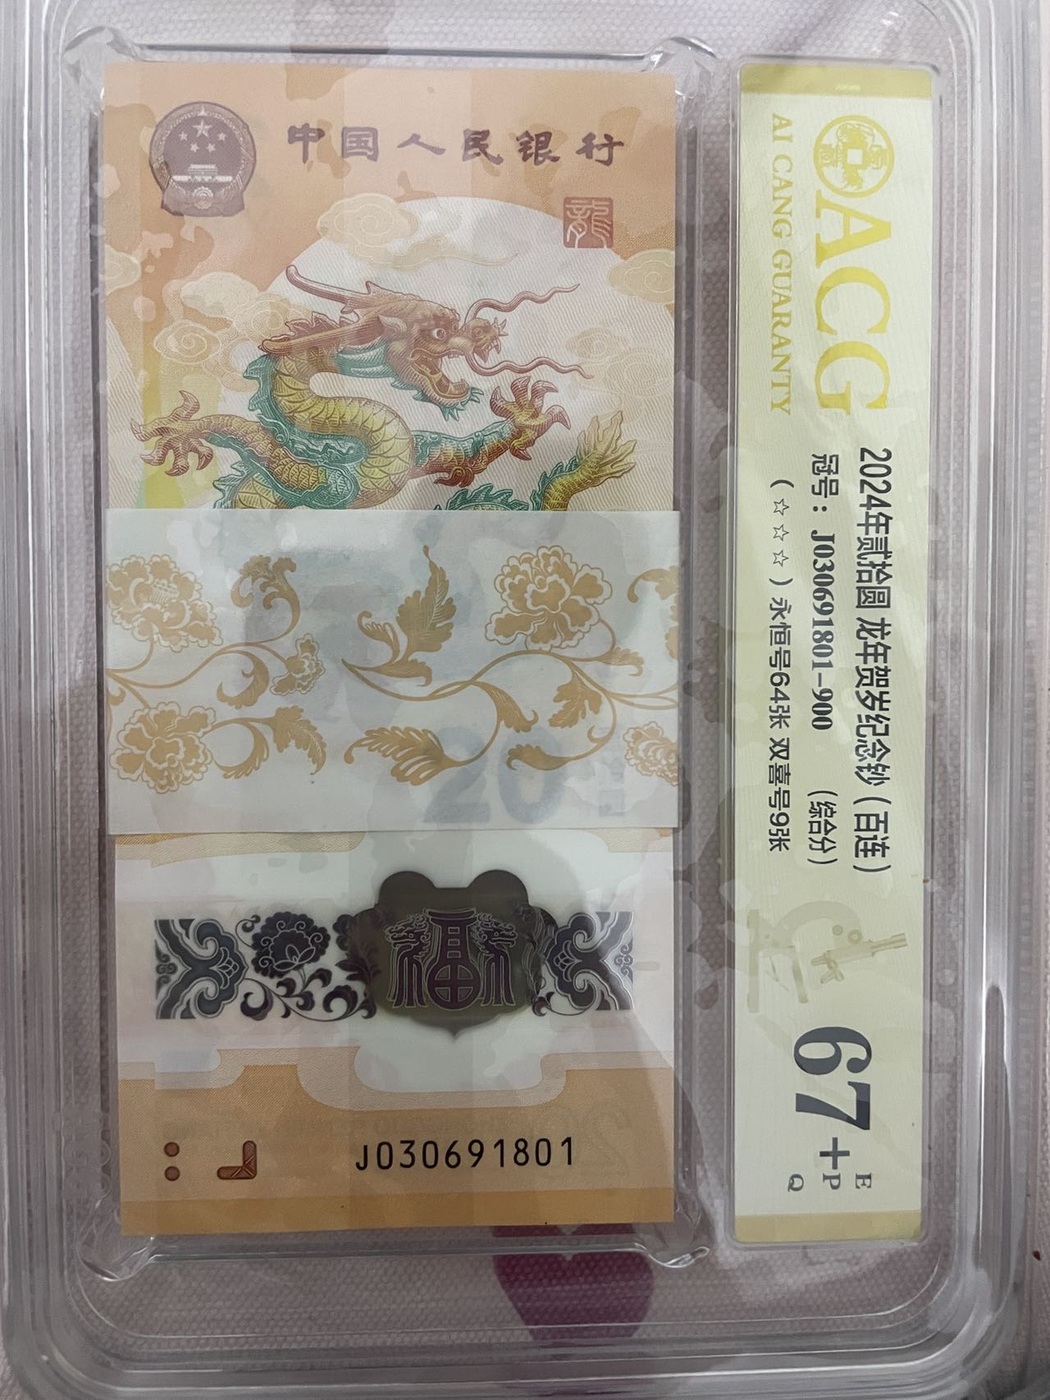 中国人民银行
龍
20
福
J030691801
ACG
AI CANG GUARANTY
2024年贰拾圆 龙年贺岁纪念钞（百连）
冠号：J030691801-900 （综合分）
（☆☆☆）永恒号64张 双喜号9张
67+
E
P
Q